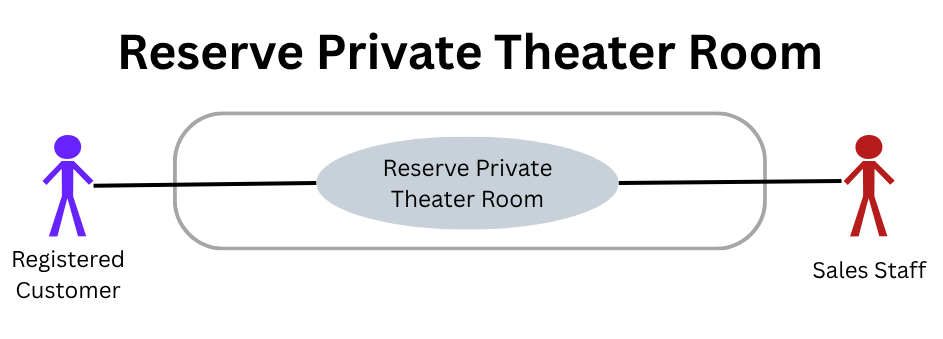 Reserve Private Theater Room
Reserve Private
Theater Room
Registered
Customer
Sales Staff